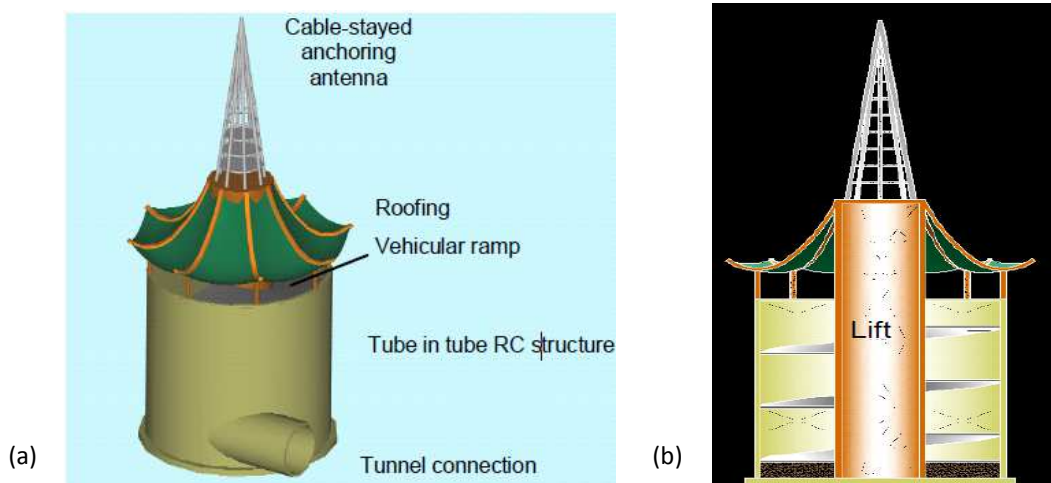 Cable-stayed
anchoring
antenna
Roofing
Vehicular ramp
Tube in tube RC structure
Tunnel connection
(a)
Lift
(b)